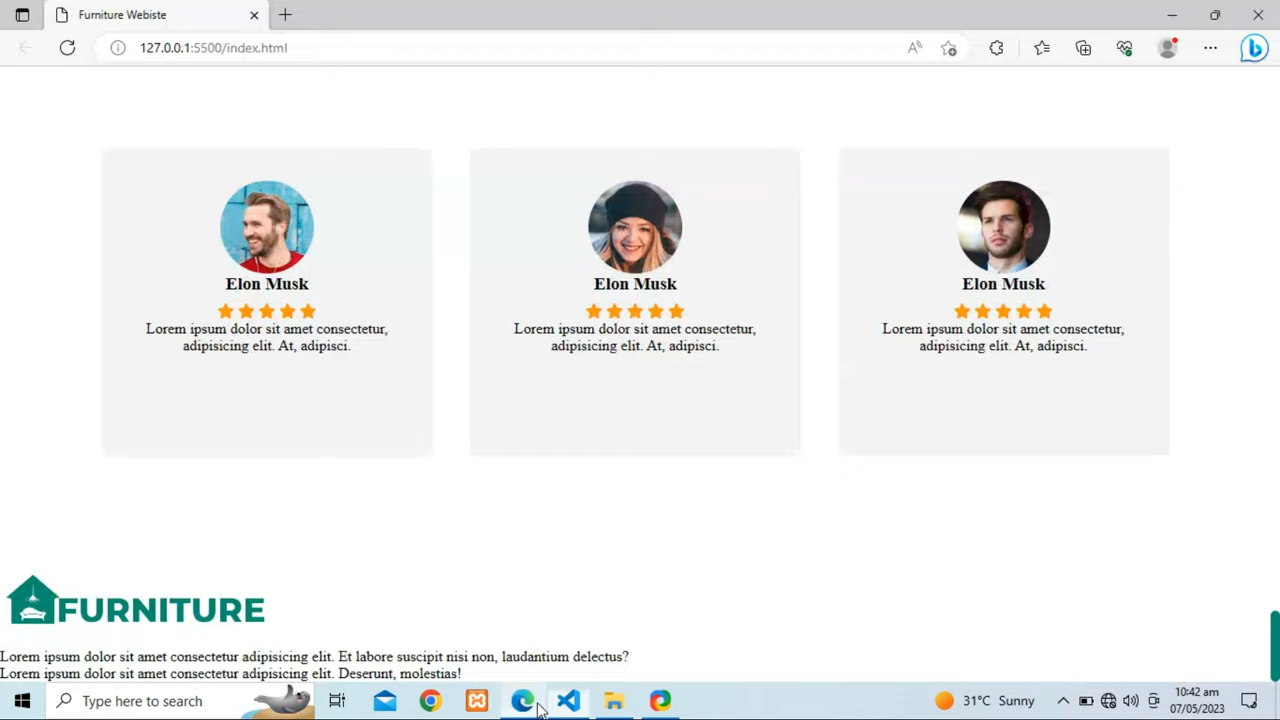 Furniture Webiste
127.0.0.1:5500/index.html
Elon Musk
Lorem ipsum dolor sit amet consectetur,
adipisicing elit. At, adipisci.
Elon Musk
Lorem ipsum dolor sit amet consectetur,
adipisicing elit. At, adipisci.
Elon Musk
Lorem ipsum dolor sit amet consectetur,
adipisicing elit. At, adipisci.
FURNITURE
Lorem ipsum dolor sit amet consectetur adipisicing elit. Et labore suscipit nisi non, laudantium delectus?
Lorem ipsum dolor sit amet consectetur adipisicing elit. Deserunt, molestias!
Type here to search
31°C Sunny
10:42 am
07/05/2023